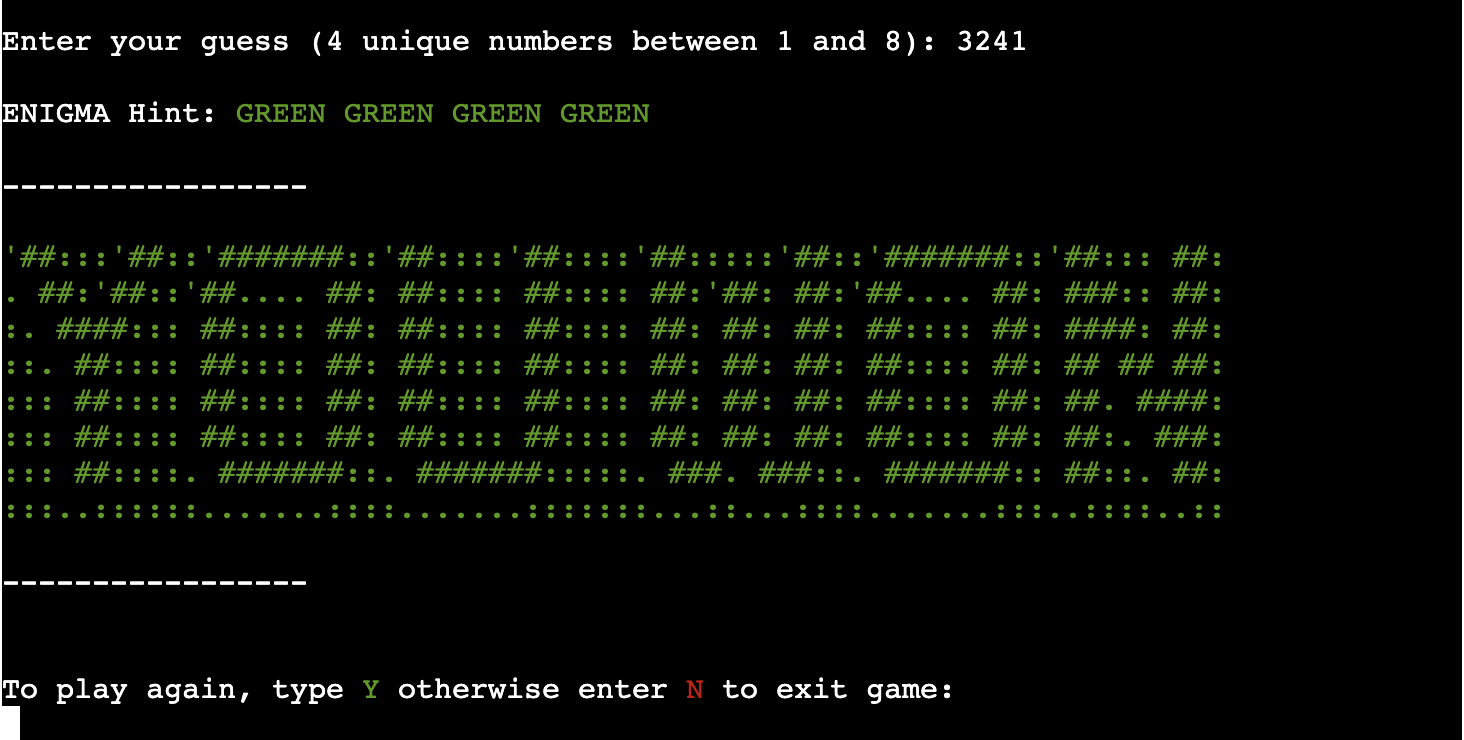 Enter your guess (4 unique numbers between 1 and 8): 3241
ENIGMA Hint: GREEN GREEN GREEN GREEN
-----------------
'##:::'##::'#######::'##::::'##::::'##:::::'##::'#######::'##::: ##:
. ##:'##::'##.... ##: ##:::: ##:::: ##:'##: ##:'##.... ##: ###:: ##:
:. ####::: ##:::: ##: ##:::: ##:::: ##: ##: ##: ##:::: ##: ####: ##:
::. ##:::: ##:::: ##: ##:::: ##:::: ##: ##: ##: ##:::: ##: ## ## ##:
::: ##:::: ##:::: ##: ##:::: ##:::: ##: ##: ##: ##:::: ##: ##. ####:
::: ##:::: ##:::: ##: ##:::: ##:::: ##: ##: ##: ##:::: ##: ##:. ###:
::: ##::::. #######::. #######:::::. ###. ###::. #######:: ##::. ##:
:::..::::::.......::::.......:::::::...::...::::.......:::..::::..::
-----------------
To play again, type Y otherwise enter N to exit game: